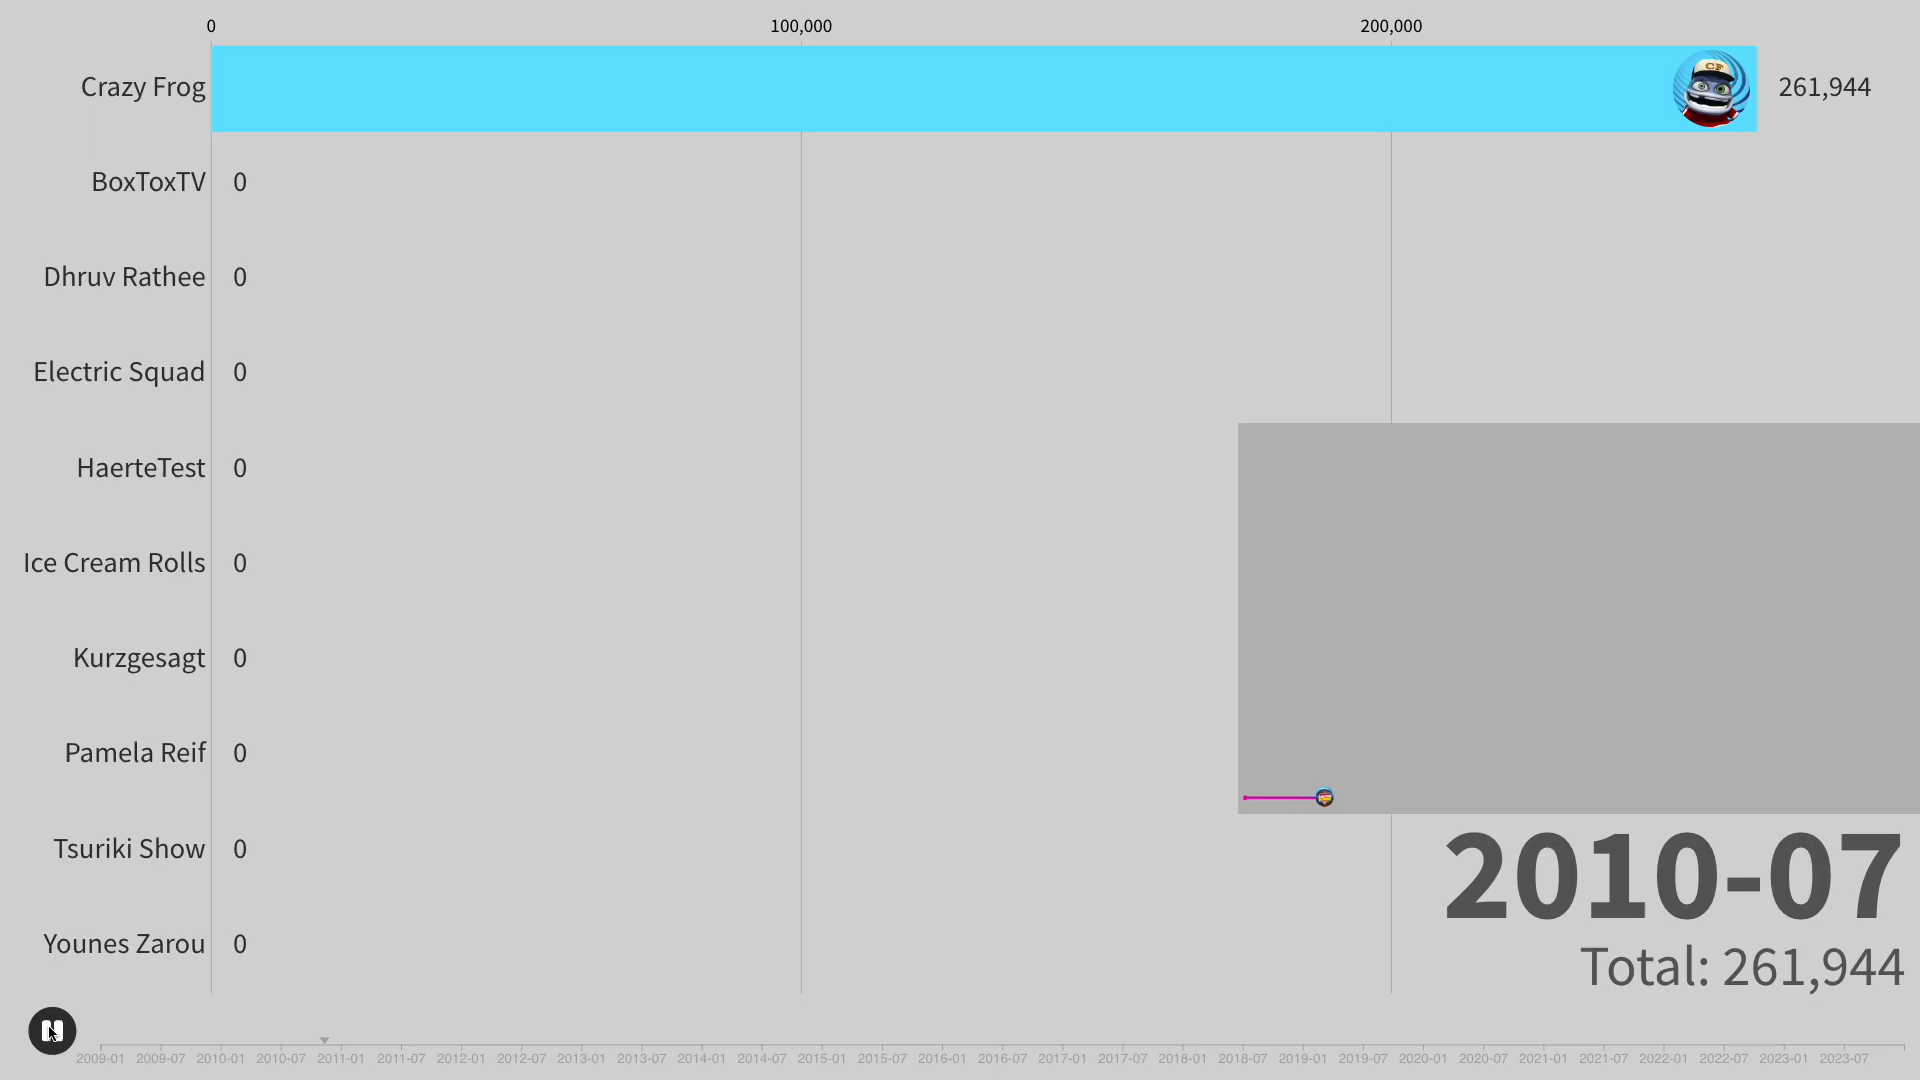 0 100,000 200,000
Crazy Frog 261,944
CF
BoxToxTV 0
Dhruv Rathee 0
Electric Squad 0
HaerteTest 0
Ice Cream Rolls 0
Kurzgesagt 0
Pamela Reif 0
Tsuriki Show 0
Younes Zarou 0
2010-07
Total: 261,944
2009-01 2009-07 2010-01 2010-07 2011-01 2011-07 2012-01 2012-07 2013-01 2013-07 2014-01 2014-07 2015-01 2015-07 2016-01 2016-07 2017-01 2017-07 2018-01 2018-07 2019-01 2019-07 2020-01 2020-07 2021-01 2021-07 2022-01 2022-07 2023-01 2023-07